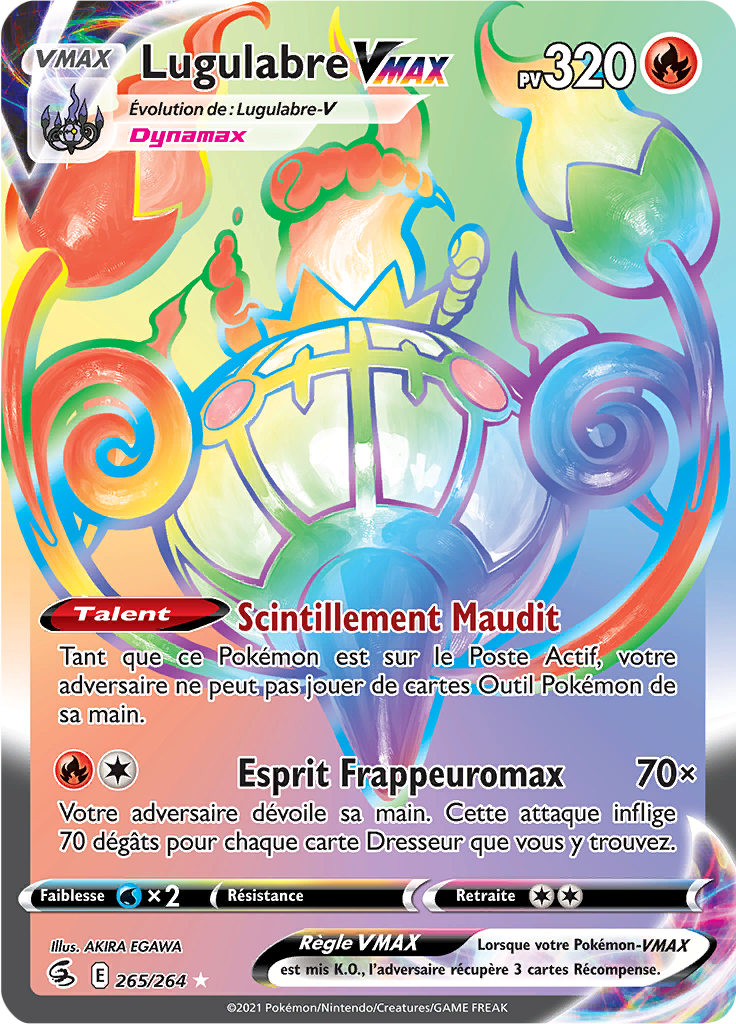 VMAX
Lugulabre VMAX
PV 320
Évolution de : Lugulabre-V
Dynamax
Talent Scintillement Maudit
Tant que ce Pokémon est sur le Poste Actif, votre
adversaire ne peut pas jouer de cartes Outil Pokémon de
sa main.
Esprit Frappeuromax 70×
Votre adversaire dévoile sa main. Cette attaque inflige
70 dégâts pour chaque carte Dresseur que vous y trouvez.
Faiblesse ×2 Résistance Retraite
Illus. AKIRA EGAWA
E 265/264
Règle VMAX Lorsque votre Pokémon-VMAX
est mis K.O., l’adversaire récupère 3 cartes Récompense.
©2021 Pokémon/Nintendo/Creatures/GAME FREAK